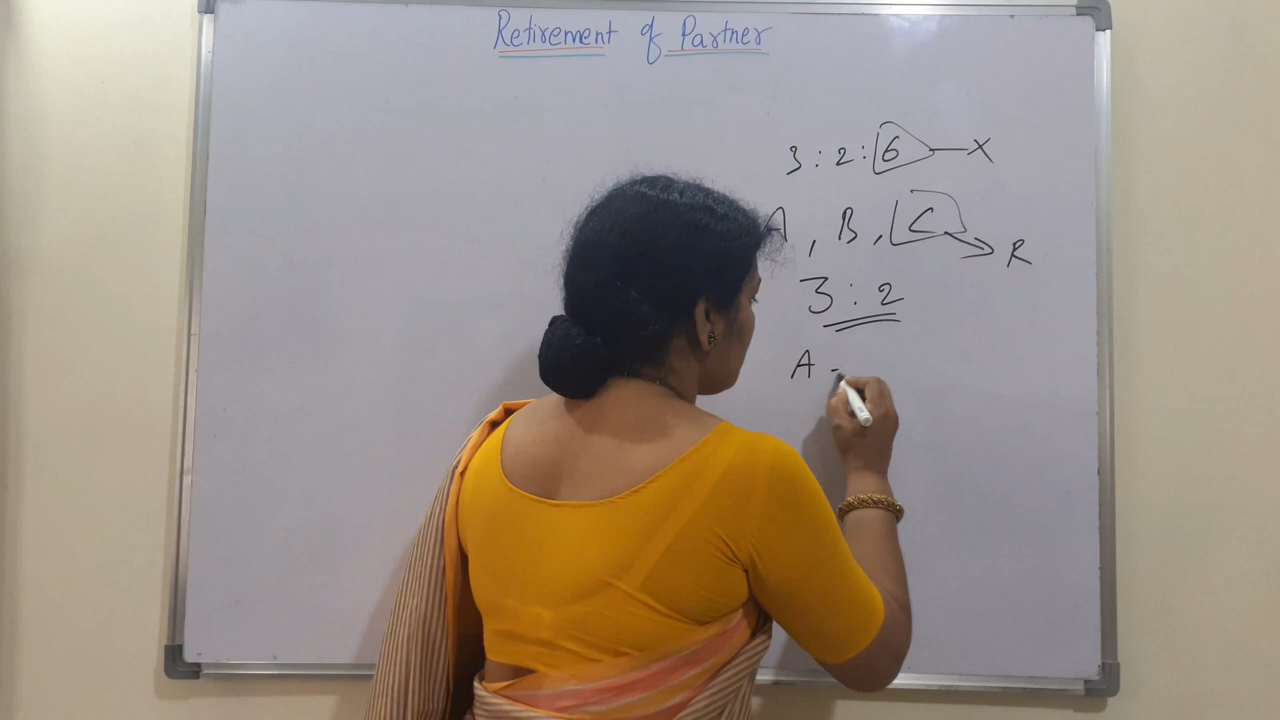 Retirement of Partner
3 : 2 : 6 — X
A , B , C → R
3 : 2
A -